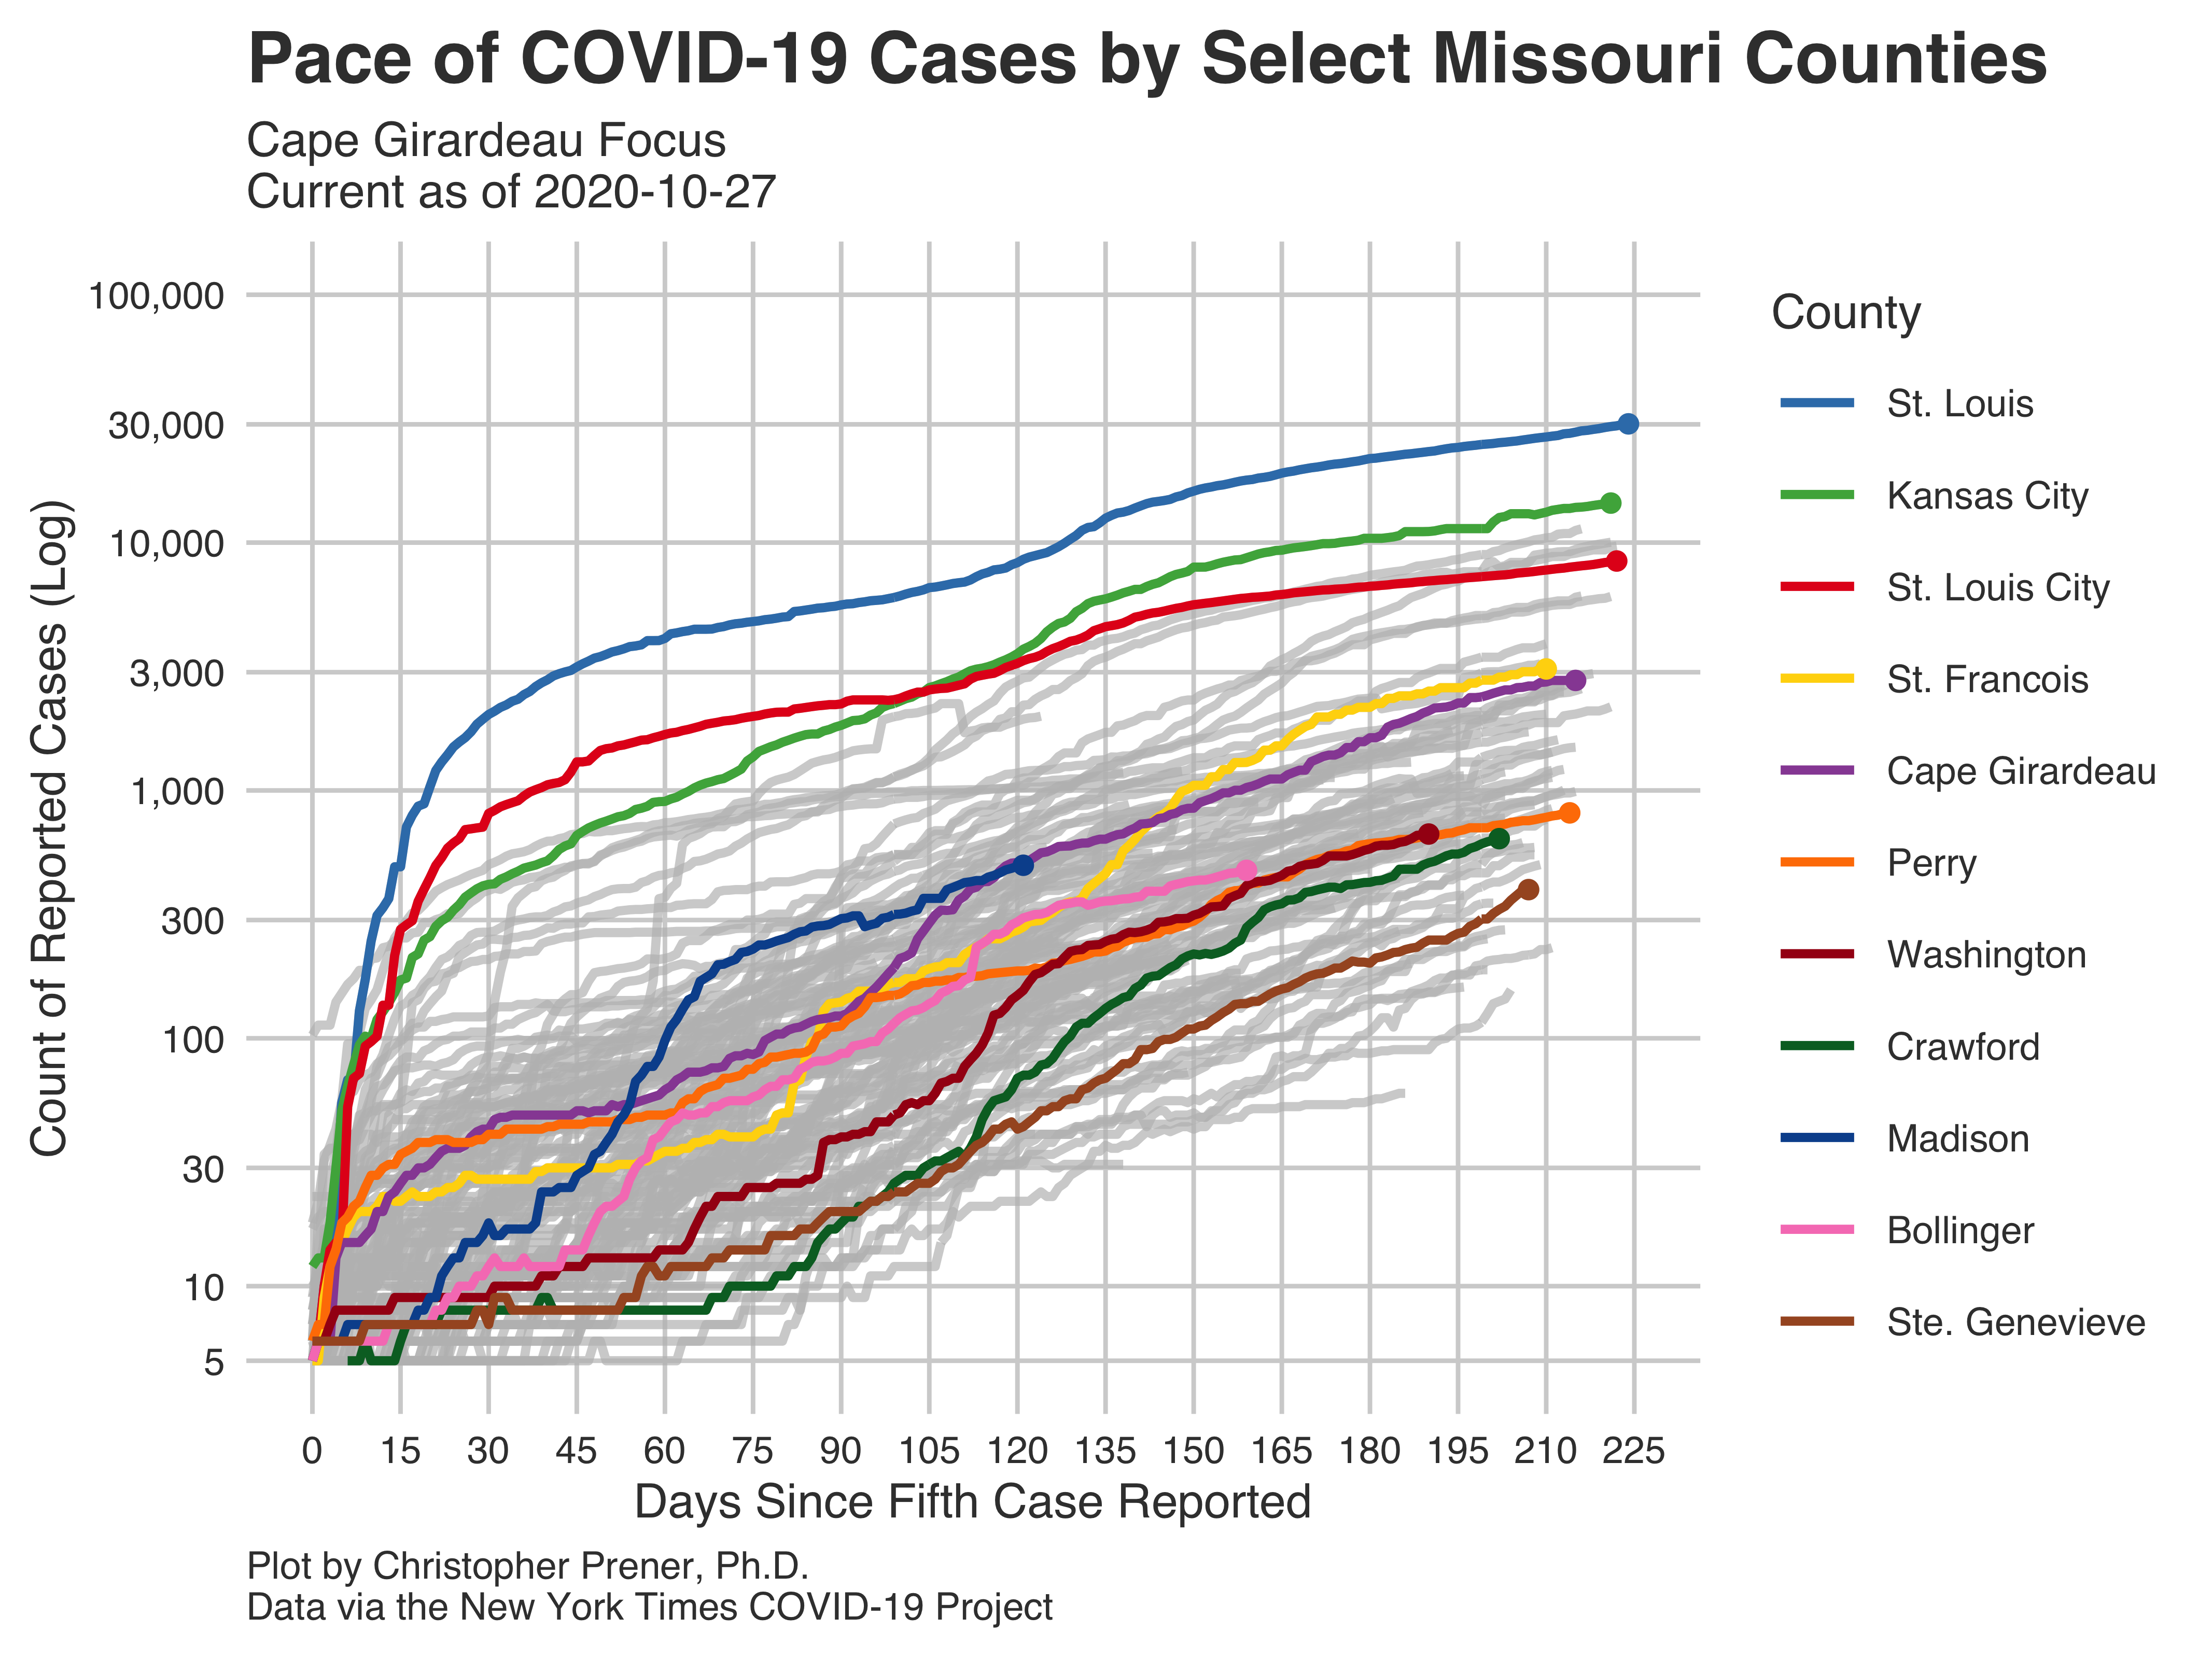 Pace of COVID-19 Cases by Select Missouri Counties
Cape Girardeau Focus
Current as of 2020-10-27
Count of Reported Cases (Log)
100,000
30,000
10,000
3,000
1,000
300
100
30
10
5
0 15 30 45 60 75 90 105 120 135 150 165 180 195 210 225
Days Since Fifth Case Reported
County
St. Louis
Kansas City
St. Louis City
St. Francois
Cape Girardeau
Perry
Washington
Crawford
Madison
Bollinger
Ste. Genevieve
Plot by Christopher Prener, Ph.D.
Data via the New York Times COVID-19 Project